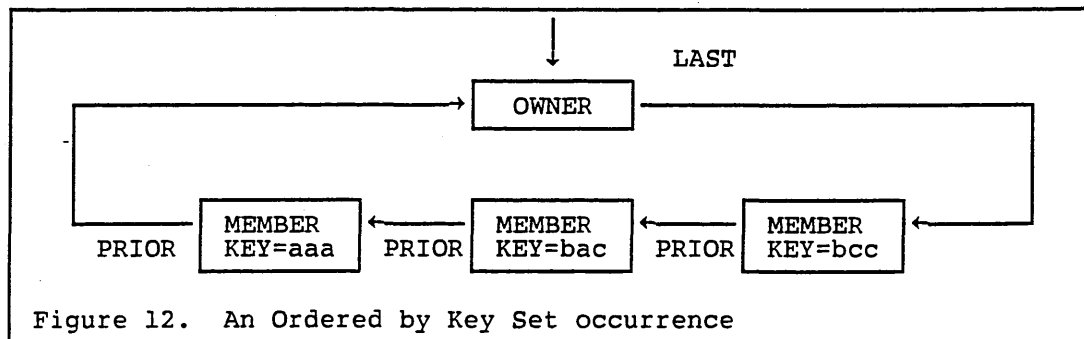 LAST
OWNER
MEMBER MEMBER MEMBER
PRIOR KEY=aaa PRIOR KEY=bac PRIOR KEY=bcc
Figure 12. An Ordered by Key Set occurrence